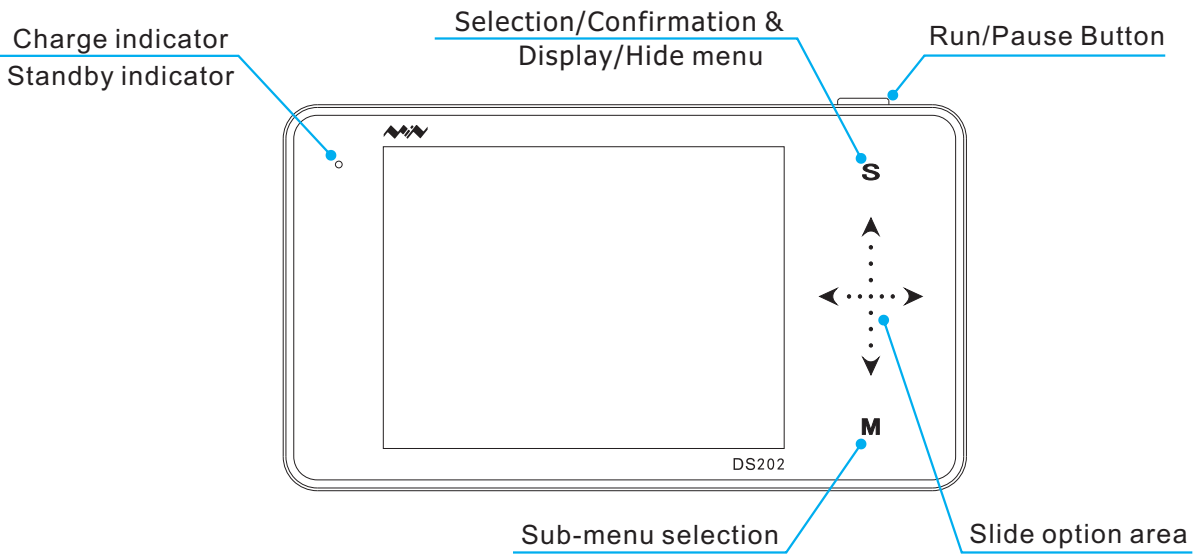 Charge indicator
Standby indicator
Selection/Confirmation &
Display/Hide menu
Run/Pause Button
S
M
DS202
Sub-menu selection
Slide option area